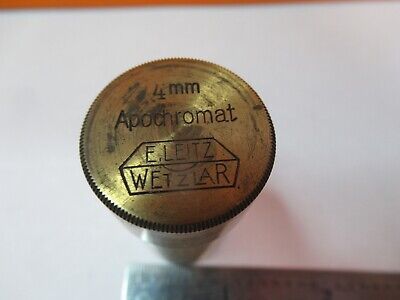 4mm
Apochromat
E. LEITZ
WETZLAR